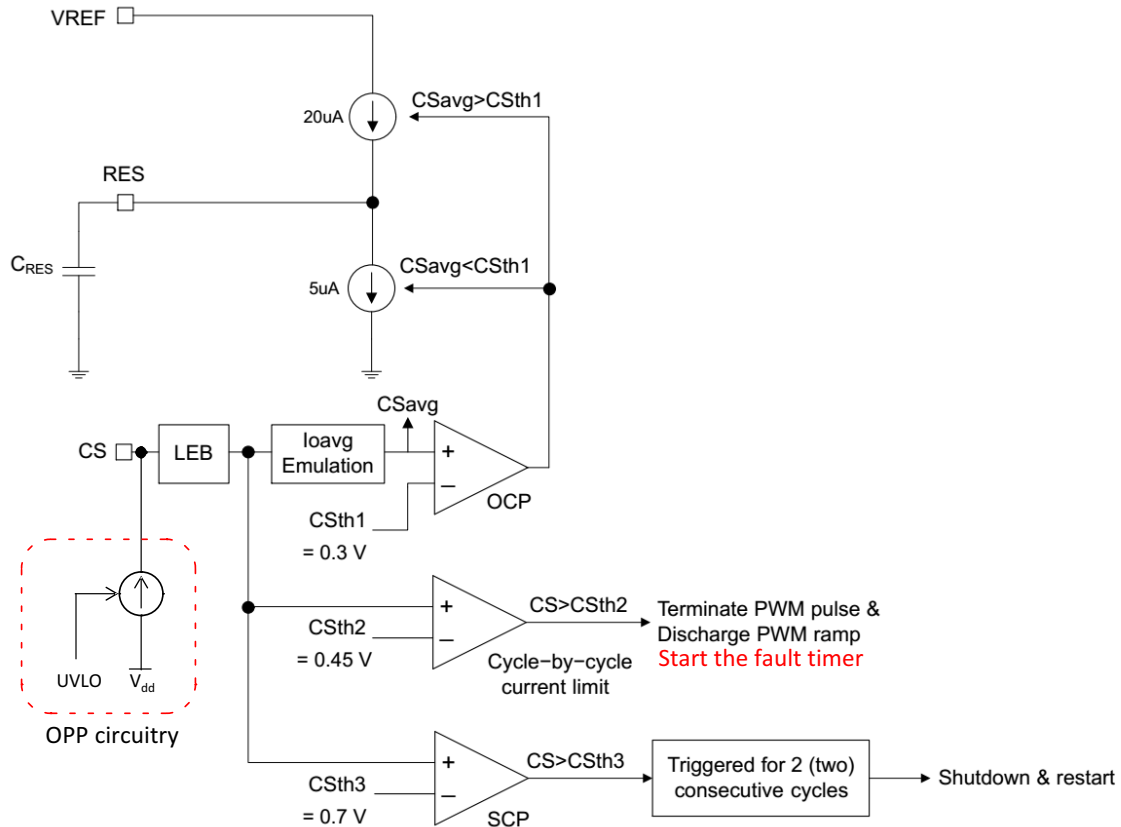 VREF
20uA
CSavg>CSth1
RES
CRES
5uA
CSavg<CSth1
CSavg
CS
LEB
Ioavg
Emulation
+
−
OCP
CSth1
= 0.3 V
UVLO
Vdd
OPP circuitry
+
−
CSth2
= 0.45 V
CS>CSth2
Cycle−by−cycle
current limit
Terminate PWM pulse &
Discharge PWM ramp
Start the fault timer
+
−
CSth3
= 0.7 V
SCP
CS>CSth3
Triggered for 2 (two)
consecutive cycles
Shutdown & restart